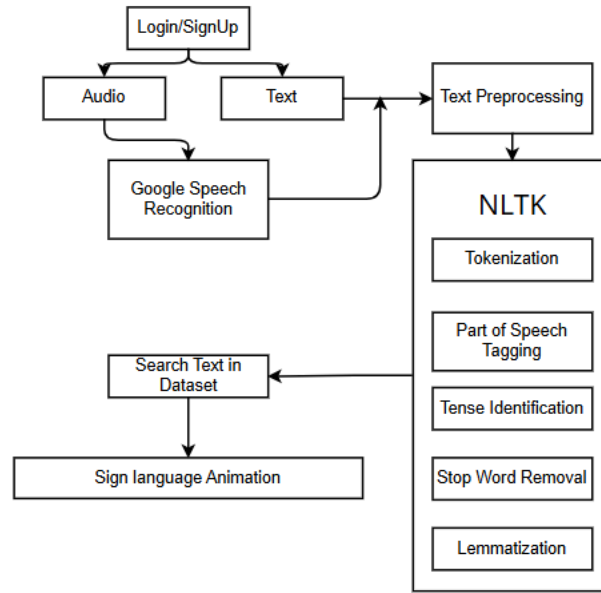 Login/SignUp
Audio
Text
Text Preprocessing
Google Speech
Recognition
NLTK
Tokenization
Part of Speech
Tagging
Tense Identification
Stop Word Removal
Lemmatization
Search Text in
Dataset
Sign language Animation